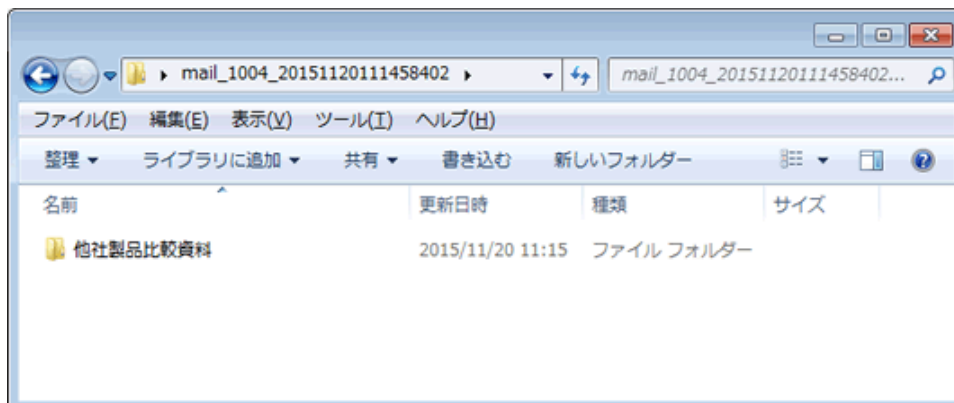 mail_1004_20151120111458402
mail_1004_20151120111458402...
ファイル(F) 編集(E) 表示(V) ツール(T) ヘルプ(H)
整理 ライブラリに追加 共有 書き込む 新しいフォルダー
名前 更新日時 種類 サイズ
他社製品比較資料 2015/11/20 11:15 ファイル フォルダー